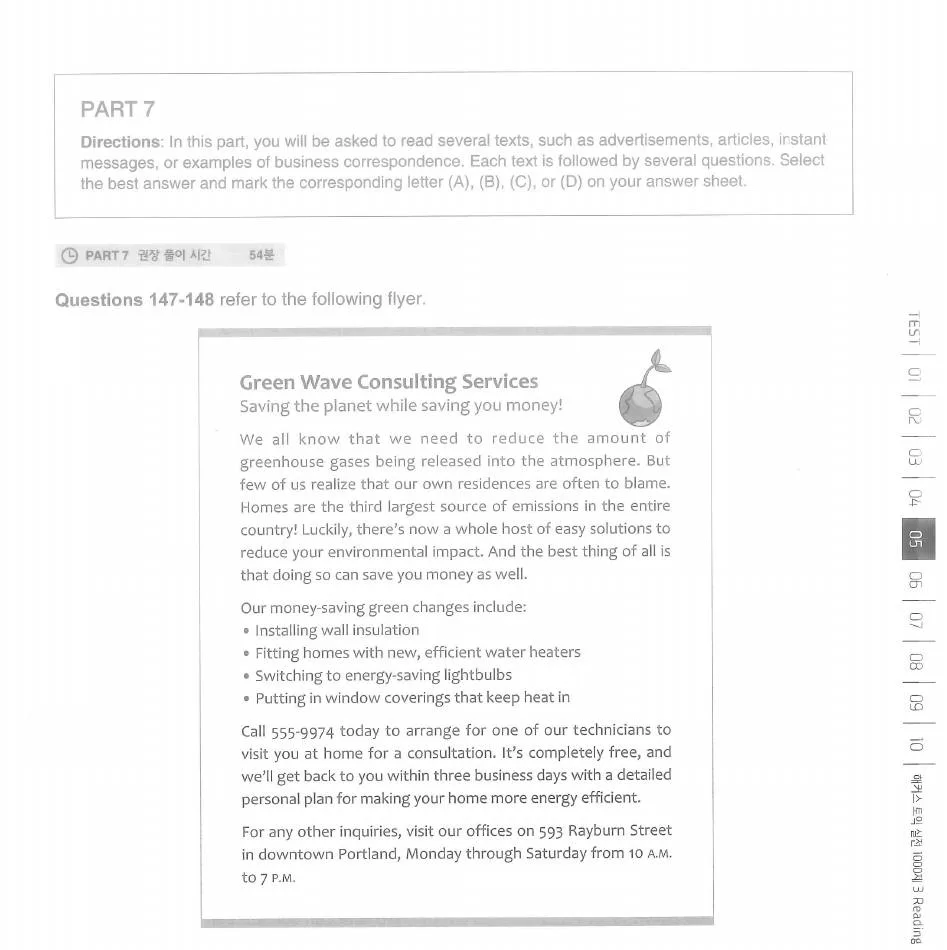 PART 7
Directions: In this part, you will be asked to read several texts, such as advertisements, articles, instant
messages, or examples of business correspondence. Each text is followed by several questions. Select
the best answer and mark the corresponding letter (A), (B), (C), or (D) on your answer sheet.
PART 7 권장 풀이 시간 54분
Questions 147-148 refer to the following flyer.
Green Wave Consulting Services
Saving the planet while saving you money!
We all know that we need to reduce the amount of
greenhouse gases being released into the atmosphere. But
few of us realize that our own residences are often to blame.
Homes are the third largest source of emissions in the entire
country! Luckily, there's now a whole host of easy solutions to
reduce your environmental impact. And the best thing of all is
that doing so can save you money as well.
Our money-saving green changes include:
• Installing wall insulation
• Fitting homes with new, efficient water heaters
• Switching to energy-saving lightbulbs
• Putting in window coverings that keep heat in
Call 555-9974 today to arrange for one of our technicians to
visit you at home for a consultation. It's completely free, and
we'll get back to you within three business days with a detailed
personal plan for making your home more energy efficient.
For any other inquiries, visit our offices on 593 Rayburn Street
in downtown Portland, Monday through Saturday from 10 A.M.
to 7 P.M.
TEST | 01 | 02 | 03 | 04 | 05 | 06 | 07 | 08 | 09 | 10 | 해커스 토익 실전 1000제 3 Reading